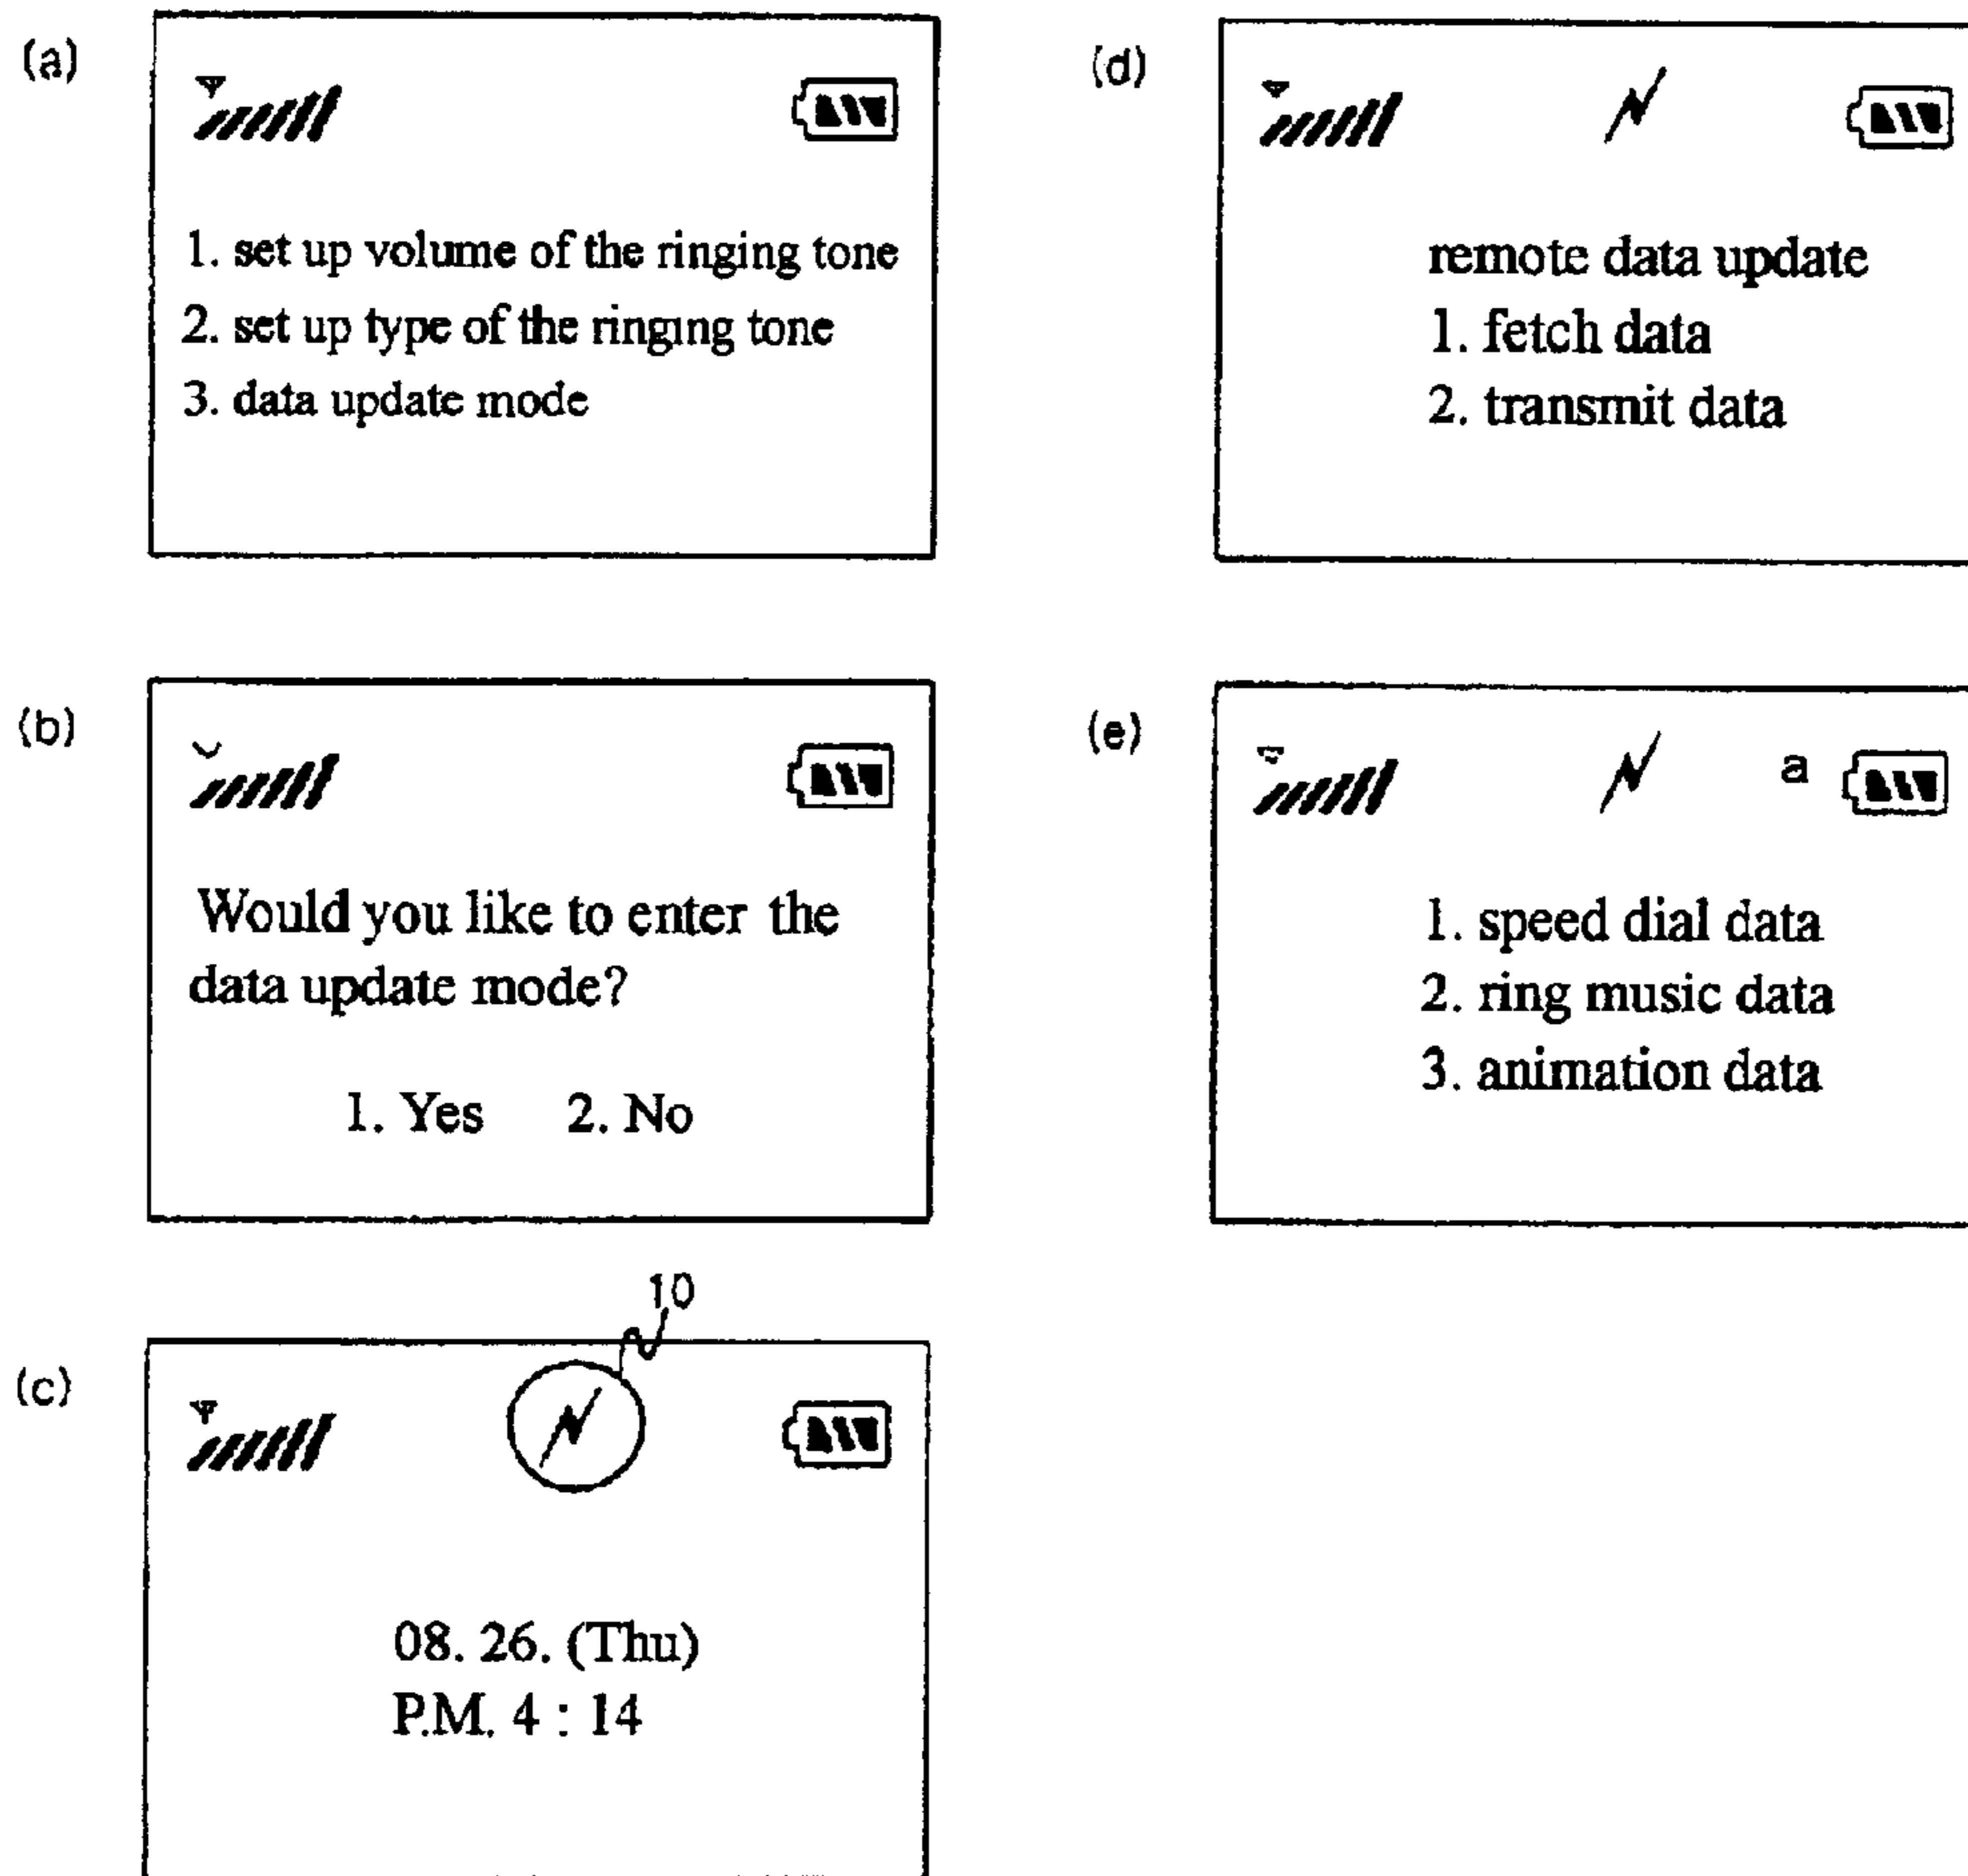 (a)
1. set up volume of the ringing tone
2. set up type of the ringing tone
3. data update mode
(b)
Would you like to enter the
data update mode?
1. Yes 2. No
10
(c)
08. 26. (Thu)
P.M. 4 : 14
(d)
remote data update
1. fetch data
2. transmit data
(e)
a
1. speed dial data
2. ring music data
3. animation data